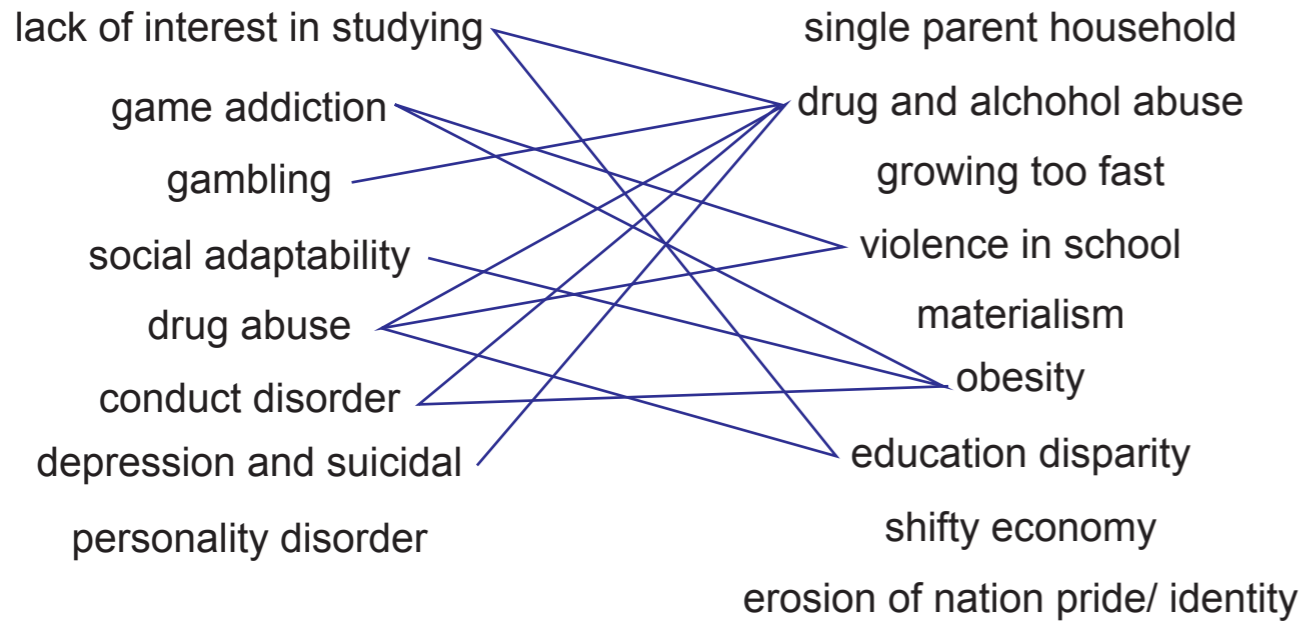 lack of interest in studying
game addiction
gambling
social adaptability
drug abuse
conduct disorder
depression and suicidal
personality disorder
single parent household
drug and alchohol abuse
growing too fast
violence in school
materialism
obesity
education disparity
shifty economy
erosion of nation pride/ identity